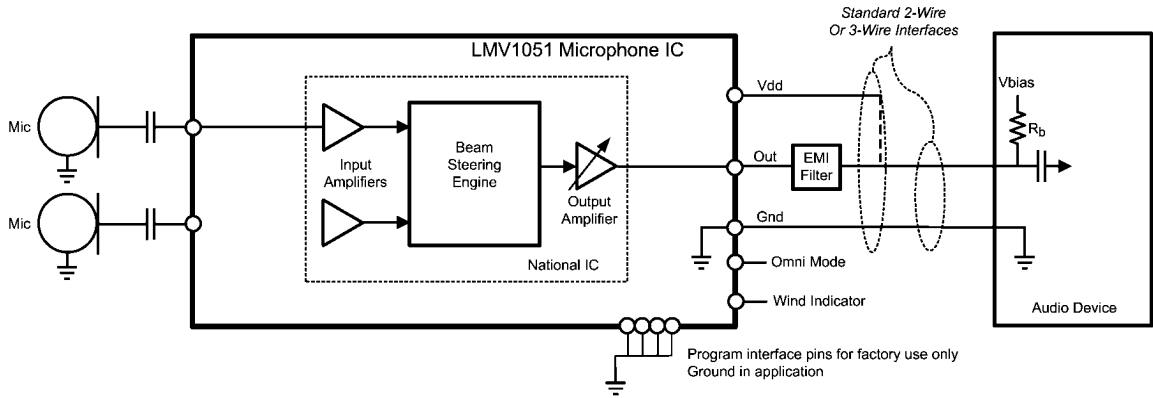 Standard 2-Wire
Or 3-Wire Interfaces
LMV1051 Microphone IC
Mic
Mic
Input
Amplifiers
Beam
Steering
Engine
Output
Amplifier
National IC
Vdd
Out
EMI
Filter
Gnd
Omni Mode
Wind Indicator
Vbias
Rb
Audio Device
Program interface pins for factory use only
Ground in application